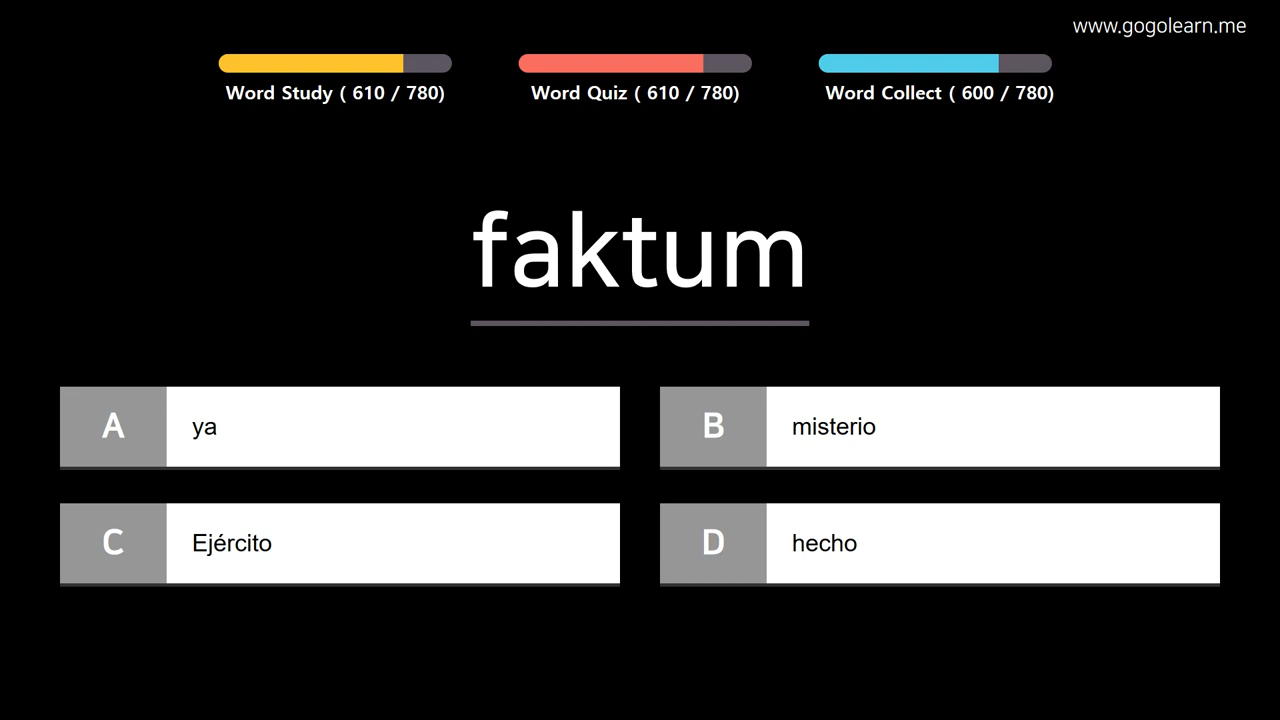 www.gogolearn.me
Word Study ( 610 / 780)
Word Quiz ( 610 / 780)
Word Collect ( 600 / 780)
faktum
A
ya
B
misterio
C
Ejército
D
hecho